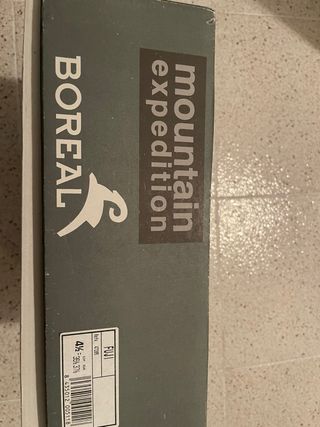 mountain
expedition
BOREAL
FUJI
4½